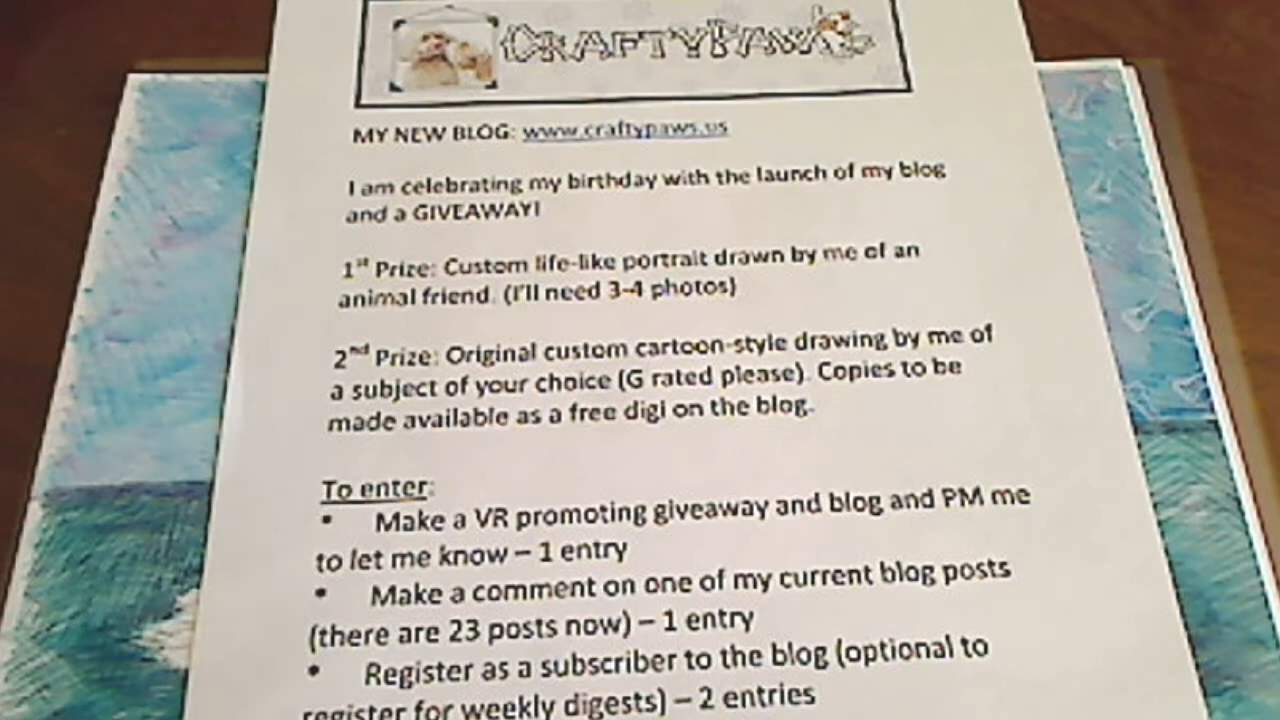 CRAFTYPAWS
MY NEW BLOG: www.craftypaws.us
I am celebrating my birthday with the launch of my blog
and a GIVEAWAY!
1st Prize: Custom life-like portrait drawn by me of an
animal friend. (I'll need 3-4 photos)
2nd Prize: Original custom cartoon-style drawing by me of
a subject of your choice (G rated please). Copies to be
made available as a free digi on the blog.
To enter:
• Make a VR promoting giveaway and blog and PM me
to let me know – 1 entry
• Make a comment on one of my current blog posts
(there are 23 posts now) – 1 entry
• Register as a subscriber to the blog (optional to
register for weekly digests) – 2 entries